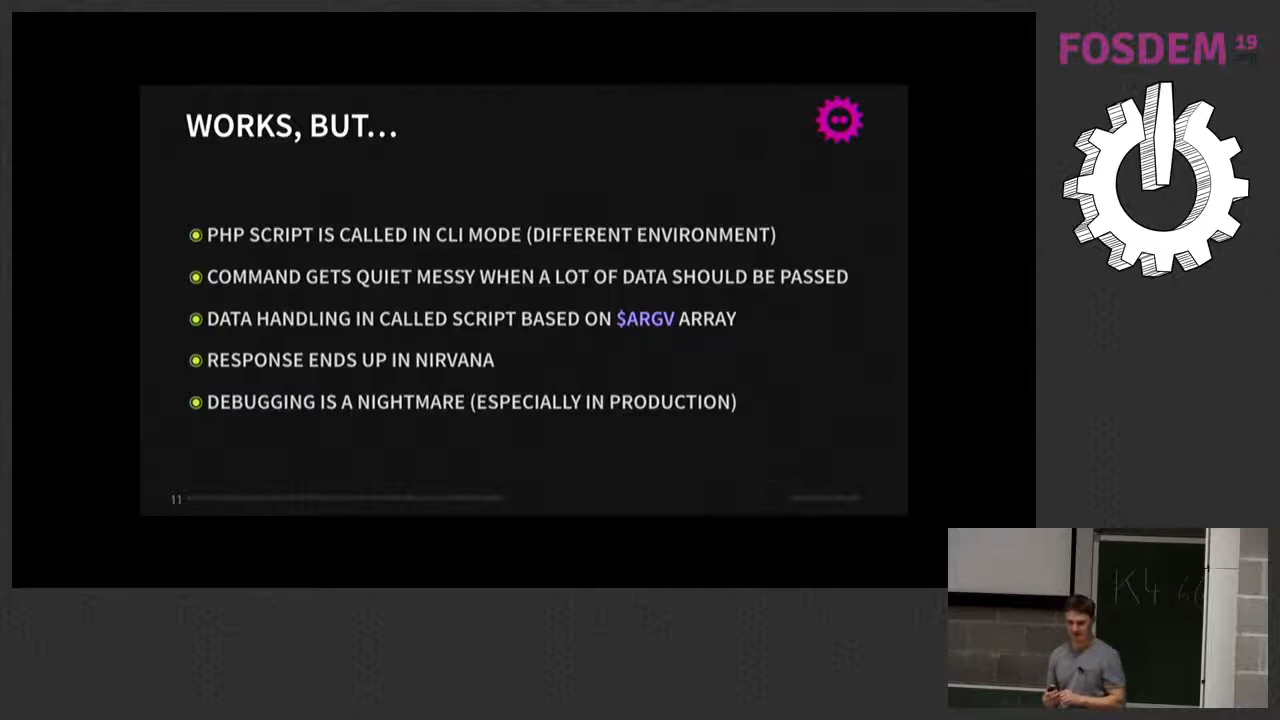 FOSDEM 19
WORKS, BUT...
PHP SCRIPT IS CALLED IN CLI MODE (DIFFERENT ENVIRONMENT)
COMMAND GETS QUIET MESSY WHEN A LOT OF DATA SHOULD BE PASSED
DATA HANDLING IN CALLED SCRIPT BASED ON $ARGV ARRAY
RESPONSE ENDS UP IN NIRVANA
DEBUGGING IS A NIGHTMARE (ESPECIALLY IN PRODUCTION)
11
K4